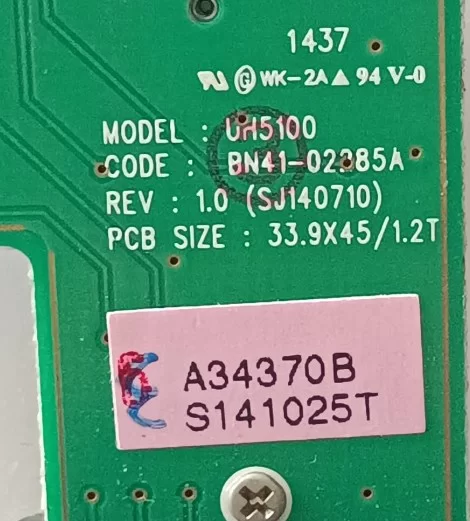 1437
WK-2A▲ 94 V-0
MODEL : UH5100
CODE : BN41-02285A
REV : 1.0 (SJ140710)
PCB SIZE : 33.9X45/1.2T
A34370B
S141025T